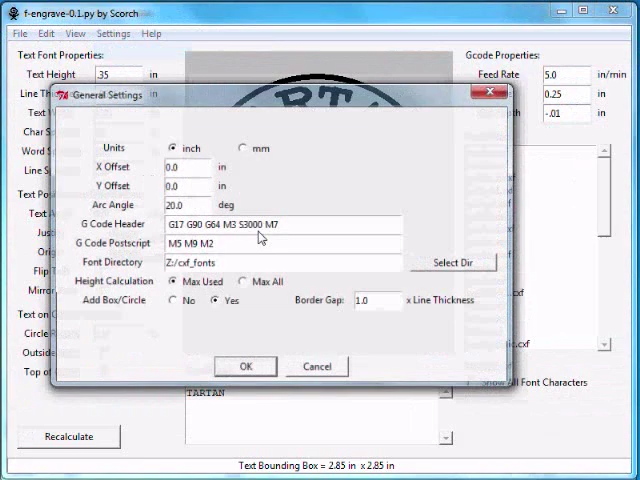 f-engrave-0.1.py by Scorch
File Edit View Settings Help
Text Font Properties:
Gcode Properties:
Text Height .35 in
Feed Rate 5.0 in/min
General Settings
0.25 in
-.01 in
Units inch mm
X Offset 0.0 in
Y Offset 0.0 in
Arc Angle 20.0 deg
G Code Header G17 G90 G64 M3 S3000 M7
G Code Postscript M5 M9 M2
Font Directory Z:/cxf_fonts Select Dir
Height Calculation Max Used Max All
Add Box/Circle No Yes Border Gap: 1.0 x Line Thickness
OK Cancel
Show All Font Characters
TARTAN
Recalculate
Text Bounding Box = 2.85 in x 2.85 in